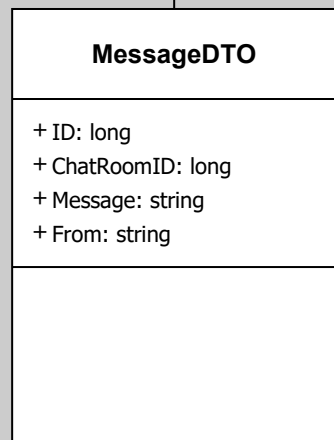 MessageDTO
+ ID: long
+ ChatRoomID: long
+ Message: string
+ From: string